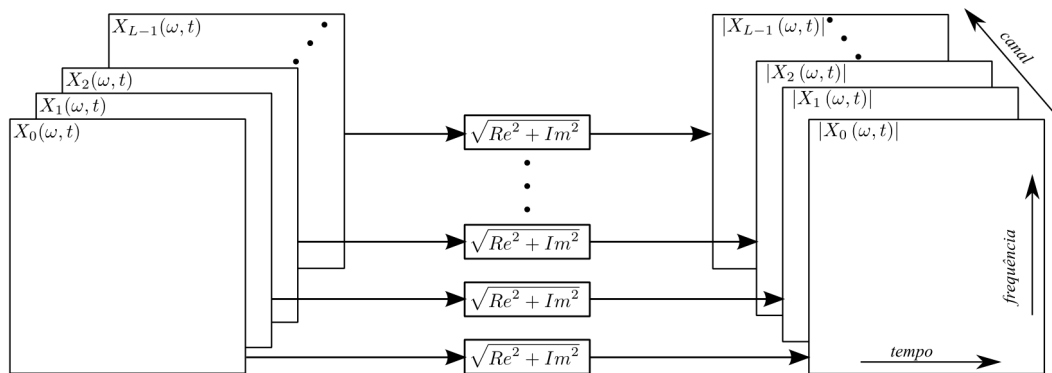 X_{L−1}(ω, t)
X_2(ω, t)
X_1(ω, t)
X_0(ω, t)
√(Re² + Im²)
√(Re² + Im²)
√(Re² + Im²)
√(Re² + Im²)
|X_{L−1}(ω, t)|
|X_2(ω, t)|
|X_1(ω, t)|
|X_0(ω, t)|
canal
frequência
tempo